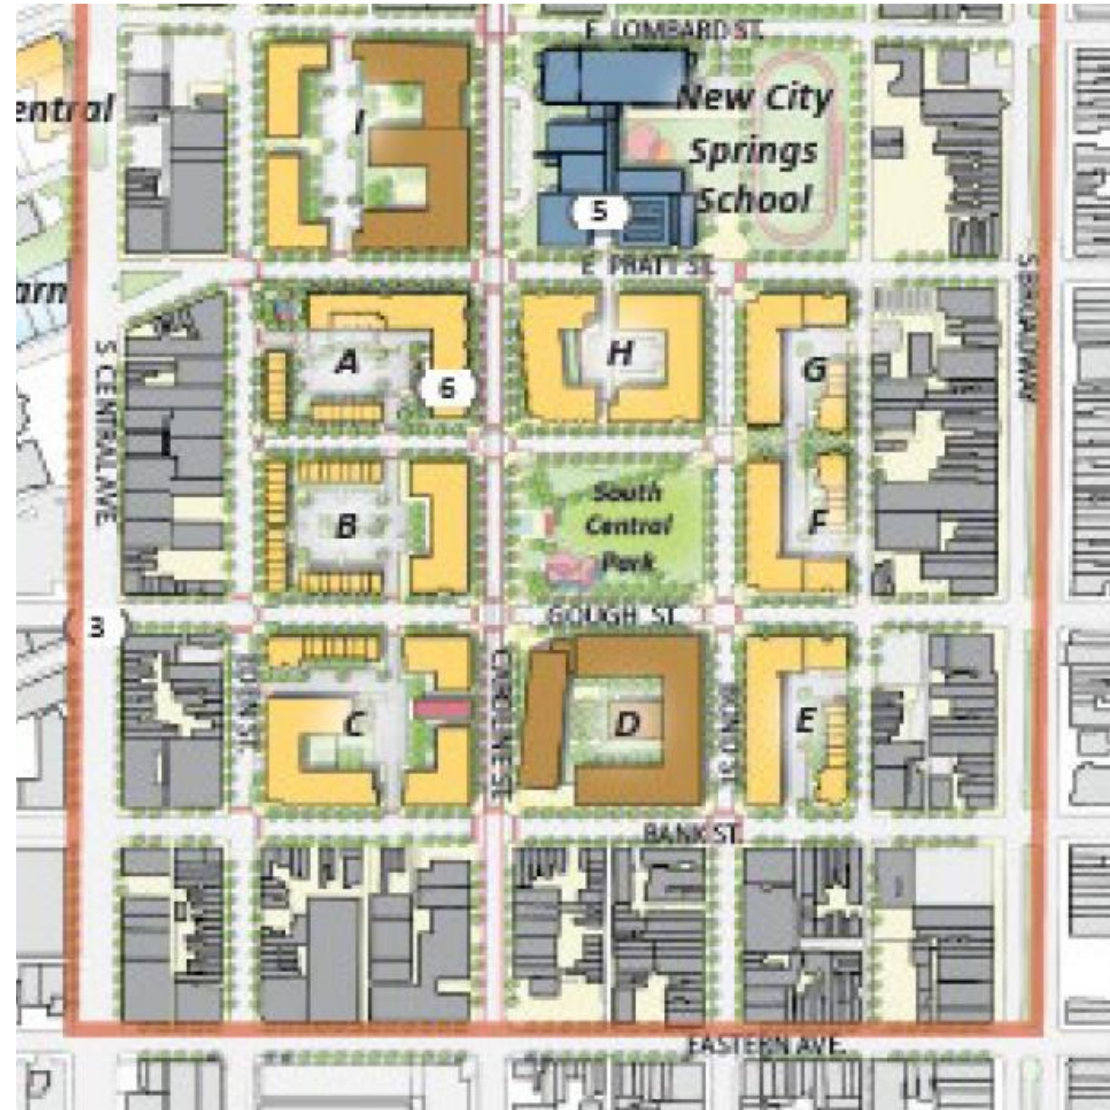 E. LOMBARD ST.
entral
I
New City
Springs
School
5
E. PRATT ST.
arn
S BROADWAY
S CENTRAL AVE.
A
6
H
G
B
South
Central
Park
F
GOUGH ST.
3
EDEN ST.
C
CAROLINE ST.
D
BOND ST.
E
BANK ST.
EASTERN AVE.